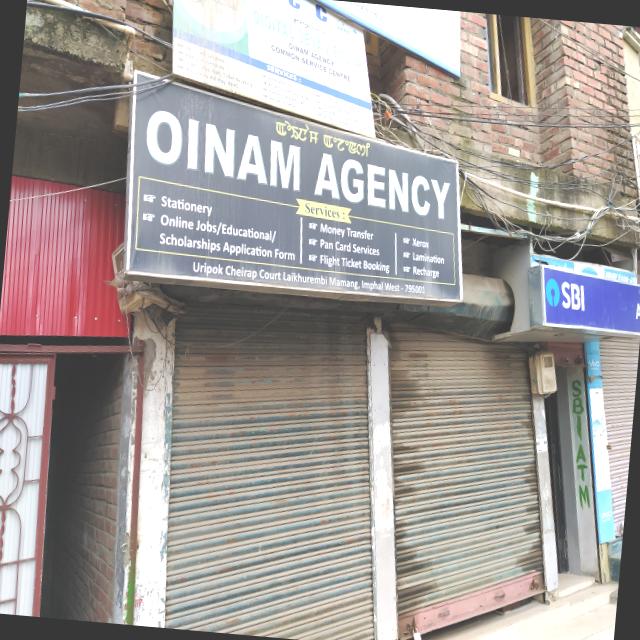 OINAM AGENCY
COMMON SERVICE CENTRE
ꯑꯣꯏꯅꯥꯝ
OINAM AGENCY
Services :
Stationery
Online Jobs/Educational/
Scholarships Application Form
Money Transfer
Pan Card Services
Flight Ticket Booking
Xerox
Lamination
Recharge
Uripok Cheirap Court Laikhurembi Mamang, Imphal West - 795001
SBI
SBI ATM